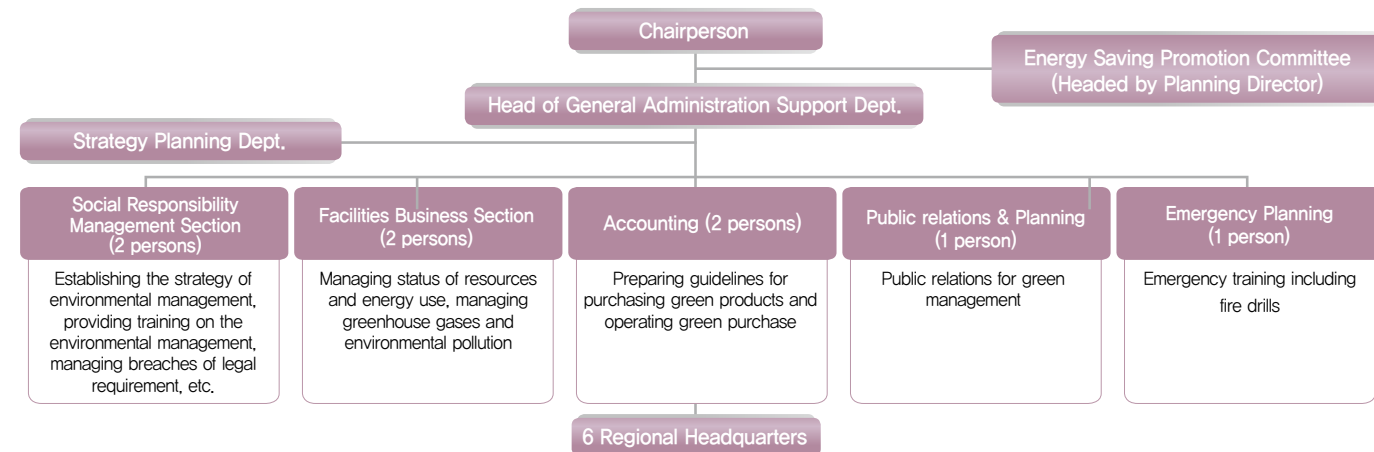 Chairperson
Energy Saving Promotion Committee
(Headed by Planning Director)
Head of General Administration Support Dept.
Strategy Planning Dept.
Social Responsibility
Management Section
(2 persons)
Establishing the strategy of
environmental management,
providing training on the
environmental management,
managing breaches of legal
requirement, etc.
Facilities Business Section
(2 persons)
Managing status of resources
and energy use, managing
greenhouse gases and
environmental pollution
Accounting (2 persons)
Preparing guidelines for
purchasing green products and
operating green purchase
Public relations & Planning
(1 person)
Public relations for green
management
Emergency Planning
(1 person)
Emergency training including
fire drills
6 Regional Headquarters